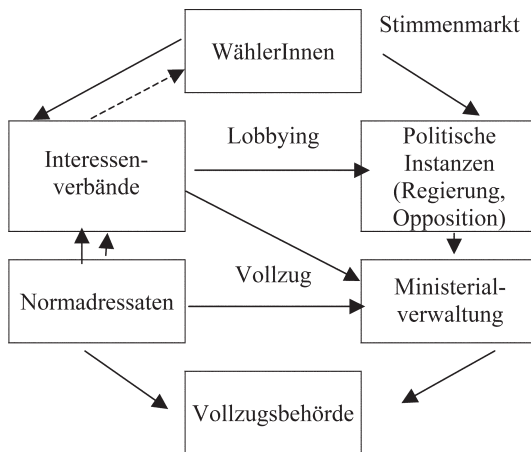 Stimmenmarkt
WählerInnen
Lobbying
Interessen-
verbände
Politische
Instanzen
(Regierung,
Opposition)
Vollzug
Normadressaten
Ministerial-
verwaltung
Vollzugsbehörde